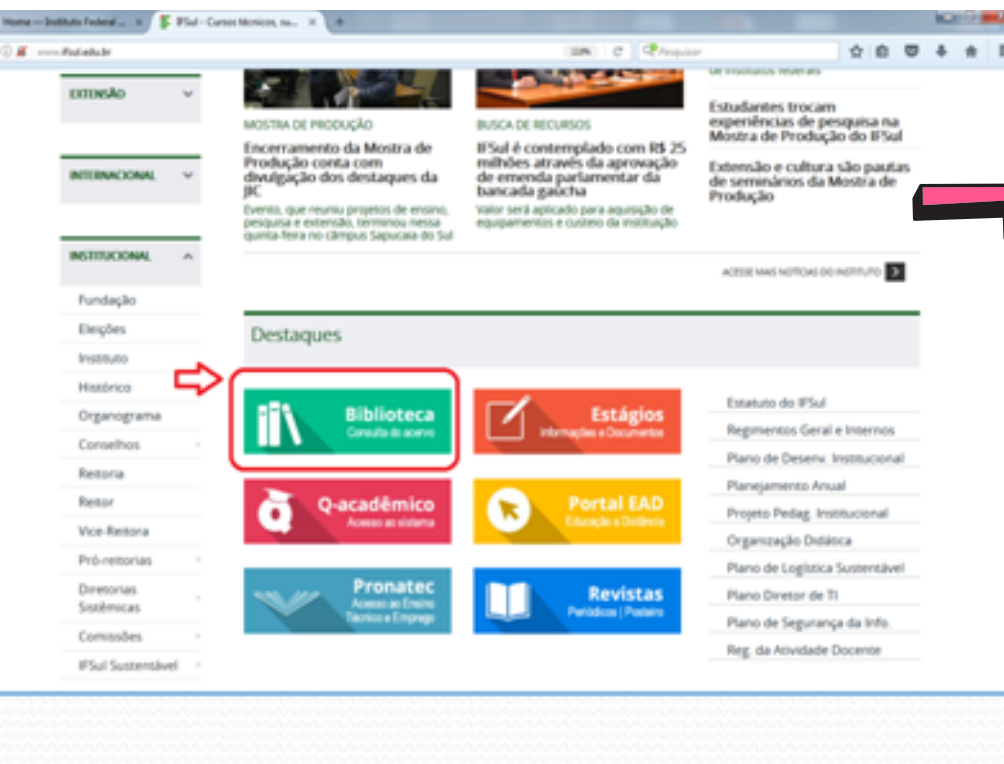 Home — Instituto Federal ...
IFSul - Cursos técnicos, su...
www.ifsul.edu.br
Pesquisar
EXTENSÃO
INTERNACIONAL
INSTITUCIONAL
Fundação
Eleições
Instituto
Histórico
Organograma
Conselhos
Reitoria
Reitor
Vice-Reitora
Pró-reitorias
Diretorias
Sistêmicas
Comissões
IFSul Sustentável
MOSTRA DE PRODUÇÃO
Encerramento da Mostra de
Produção conta com
divulgação dos destaques da
JIC
Evento, que reuniu projetos de ensino,
pesquisa e extensão, terminou nessa
quinta-feira no câmpus Sapucaia do Sul
BUSCA DE RECURSOS
IFSul é contemplado com R$ 25
milhões através da aprovação
de emenda parlamentar da
bancada gaúcha
Valor será aplicado para aquisição de
equipamentos e custeio da instituição
de institutos federais
Estudantes trocam
experiências de pesquisa na
Mostra de Produção do IFSul
Extensão e cultura são pautas
de seminários da Mostra de
Produção
ACESSE MAIS NOTÍCIAS DO INSTITUTO
Destaques
Biblioteca
Consulta do acervo
Estágios
Informações e Documentos
Q-acadêmico
Acesso ao sistema
Portal EAD
Educação a Distância
Pronatec
Acesso ao Ensino
Técnico e Emprego
Revistas
Periódicos | Posteiro
Estatuto do IFSul
Regimentos Geral e Internos
Plano de Desenv. Institucional
Planejamento Anual
Projeto Pedag. Institucional
Organização Didática
Plano de Logística Sustentável
Plano Diretor de TI
Plano de Segurança da Info.
Reg. da Atividade Docente